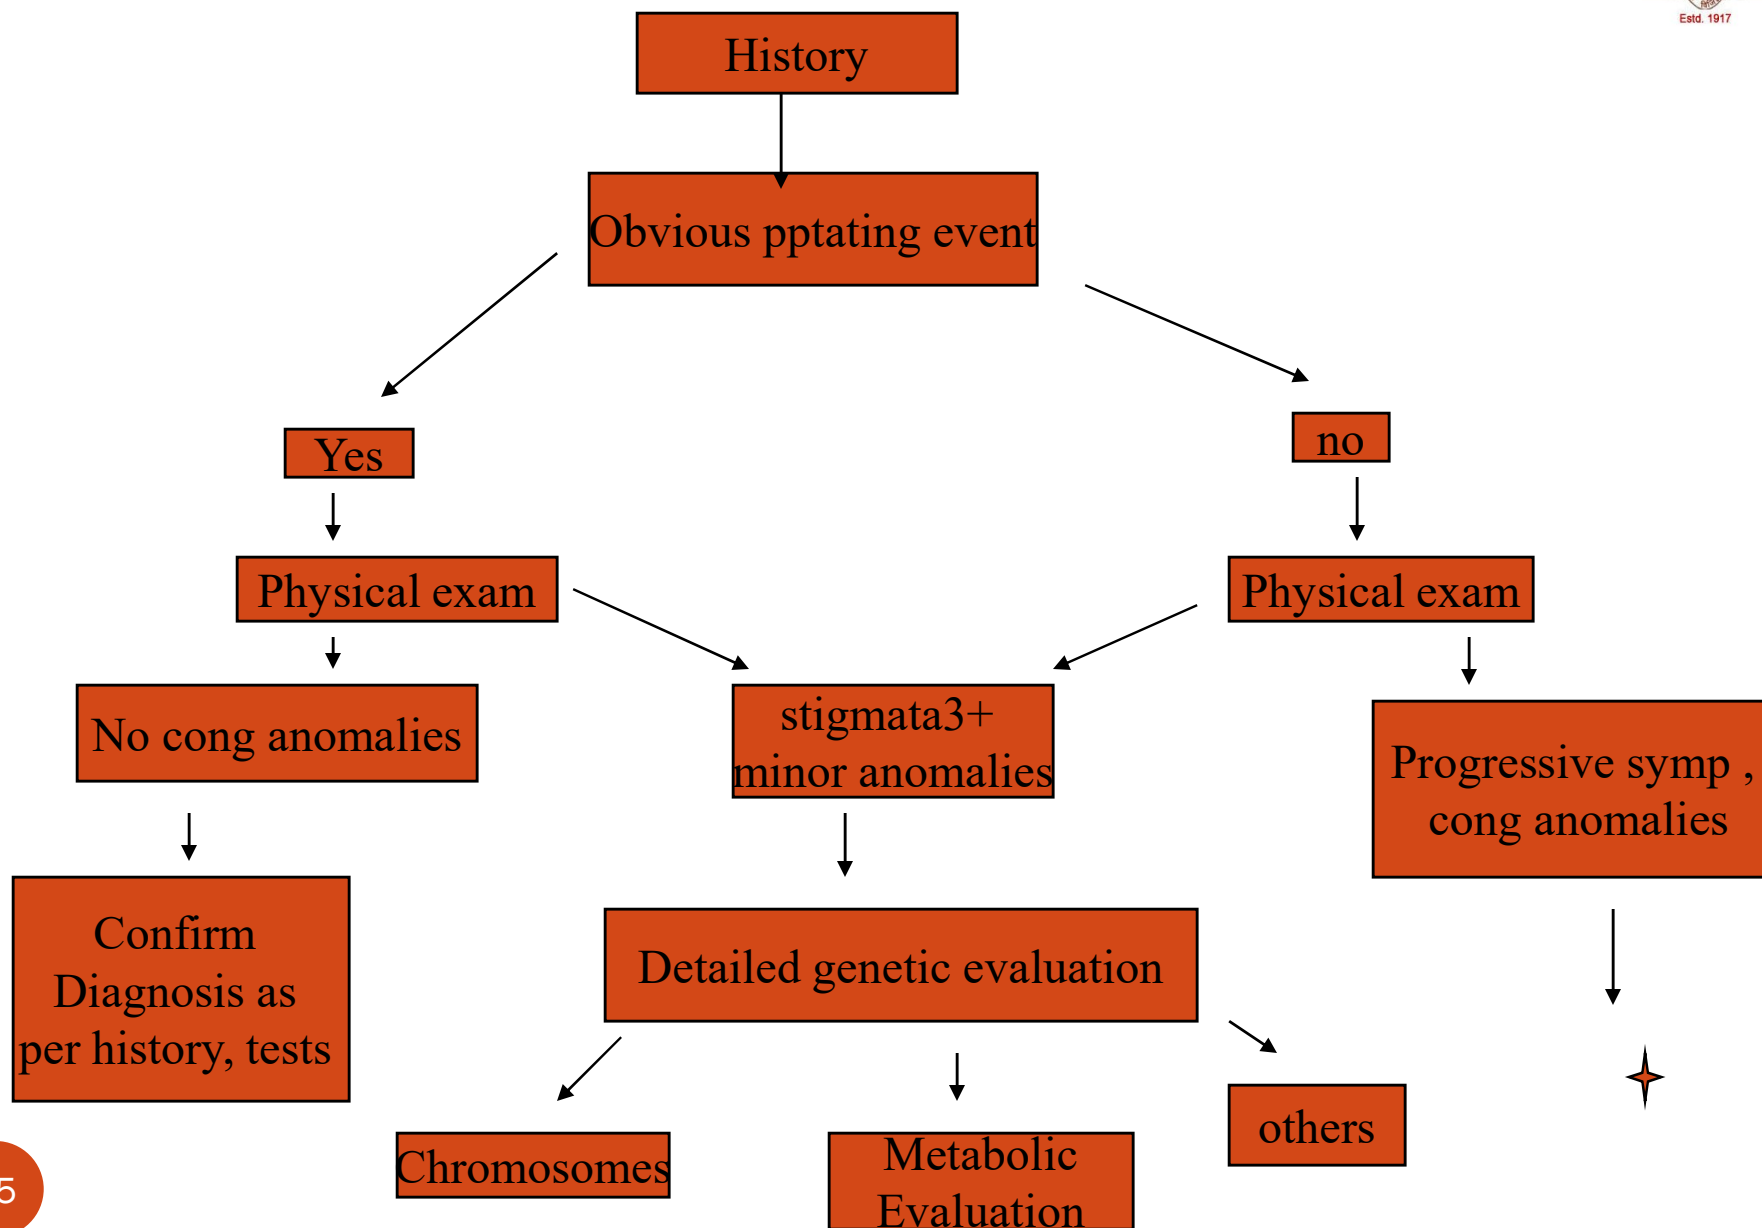 Estd. 1917
History
Obvious pptating event
Yes
no
Physical exam
Physical exam
No cong anomalies
stigmata3+
minor anomalies
Progressive symp ,
cong anomalies
Confirm
Diagnosis as
per history, tests
Detailed genetic evaluation
Chromosomes
Metabolic
Evaluation
others
5